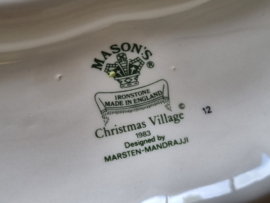 MASON'S
®
IRONSTONE
MADE IN ENGLAND
©
Christmas Village
12
1983
Designed by
MARSTEN-MANDRAJJI